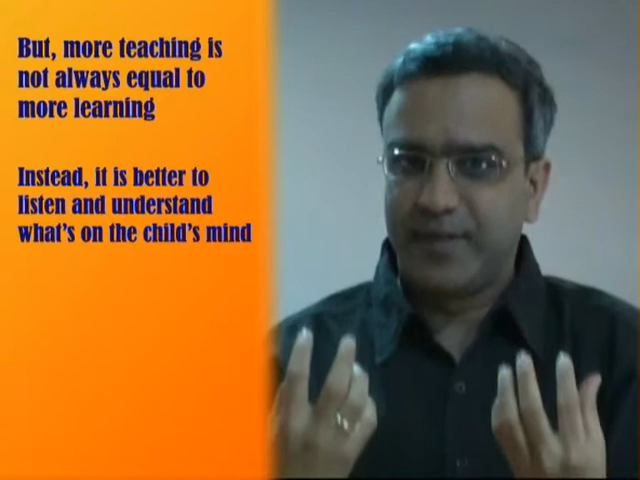 But, more teaching is
not always equal to
more learning
Instead, it is better to
listen and understand
what's on the child's mind